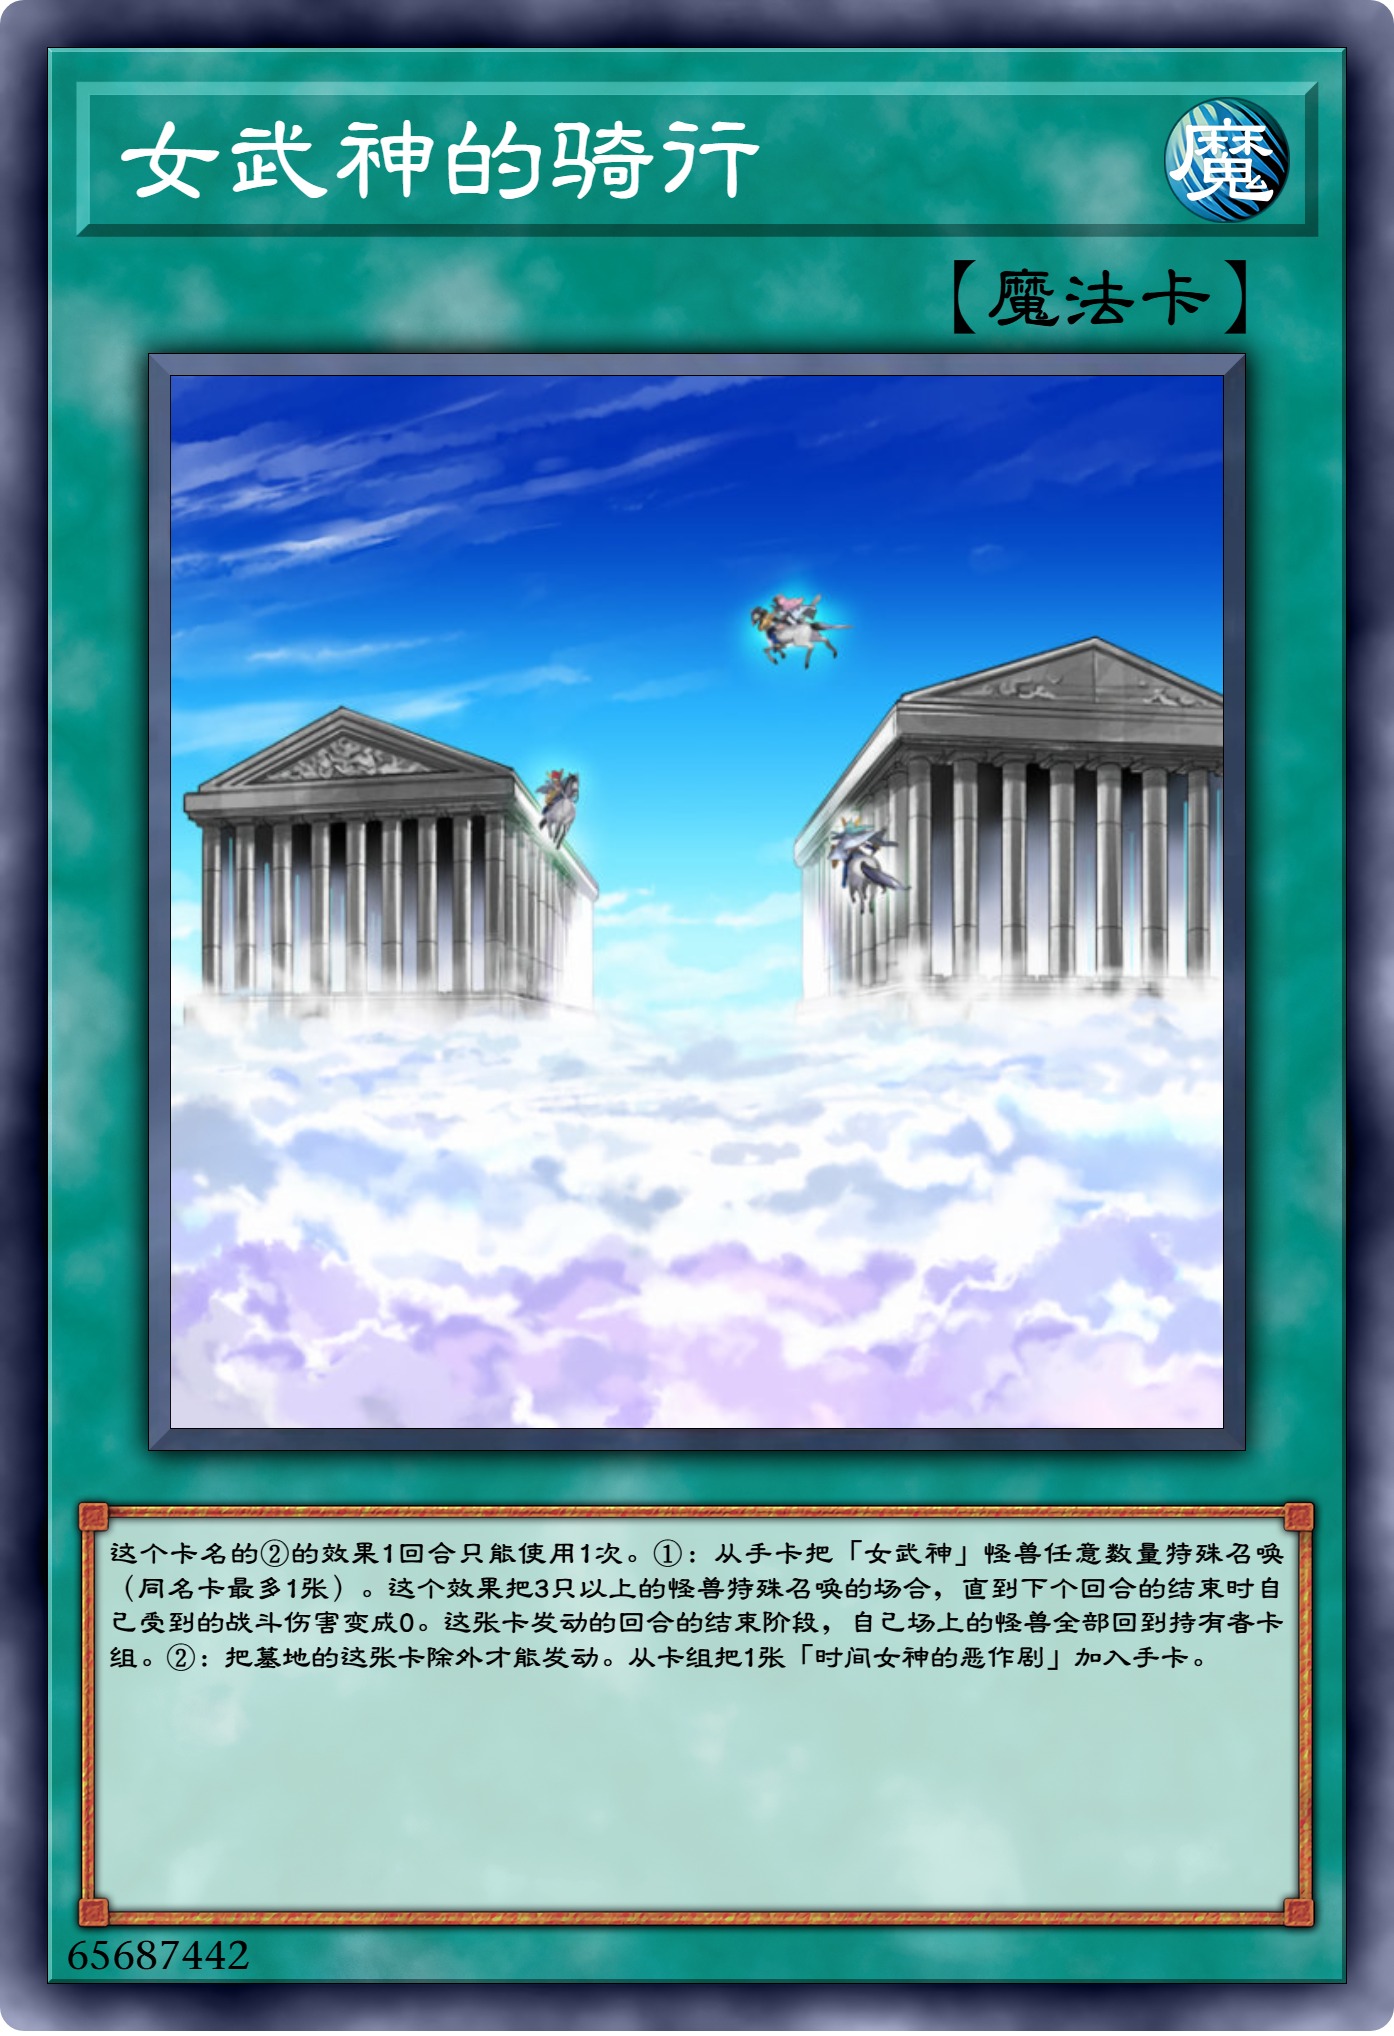 女武神的骑行
魔
【魔法卡】
这个卡名的②的效果1回合只能使用1次。①：从手卡把「女武神」怪兽任意数量特殊召唤
（同名卡最多1张）。这个效果把3只以上的怪兽特殊召唤的场合，直到下个回合的结束时自
己受到的战斗伤害变成0。这张卡发动的回合的结束阶段，自己场上的怪兽全部回到持有者卡
组。②：把墓地的这张卡除外才能发动。从卡组把1张「时间女神的恶作剧」加入手卡。
65687442